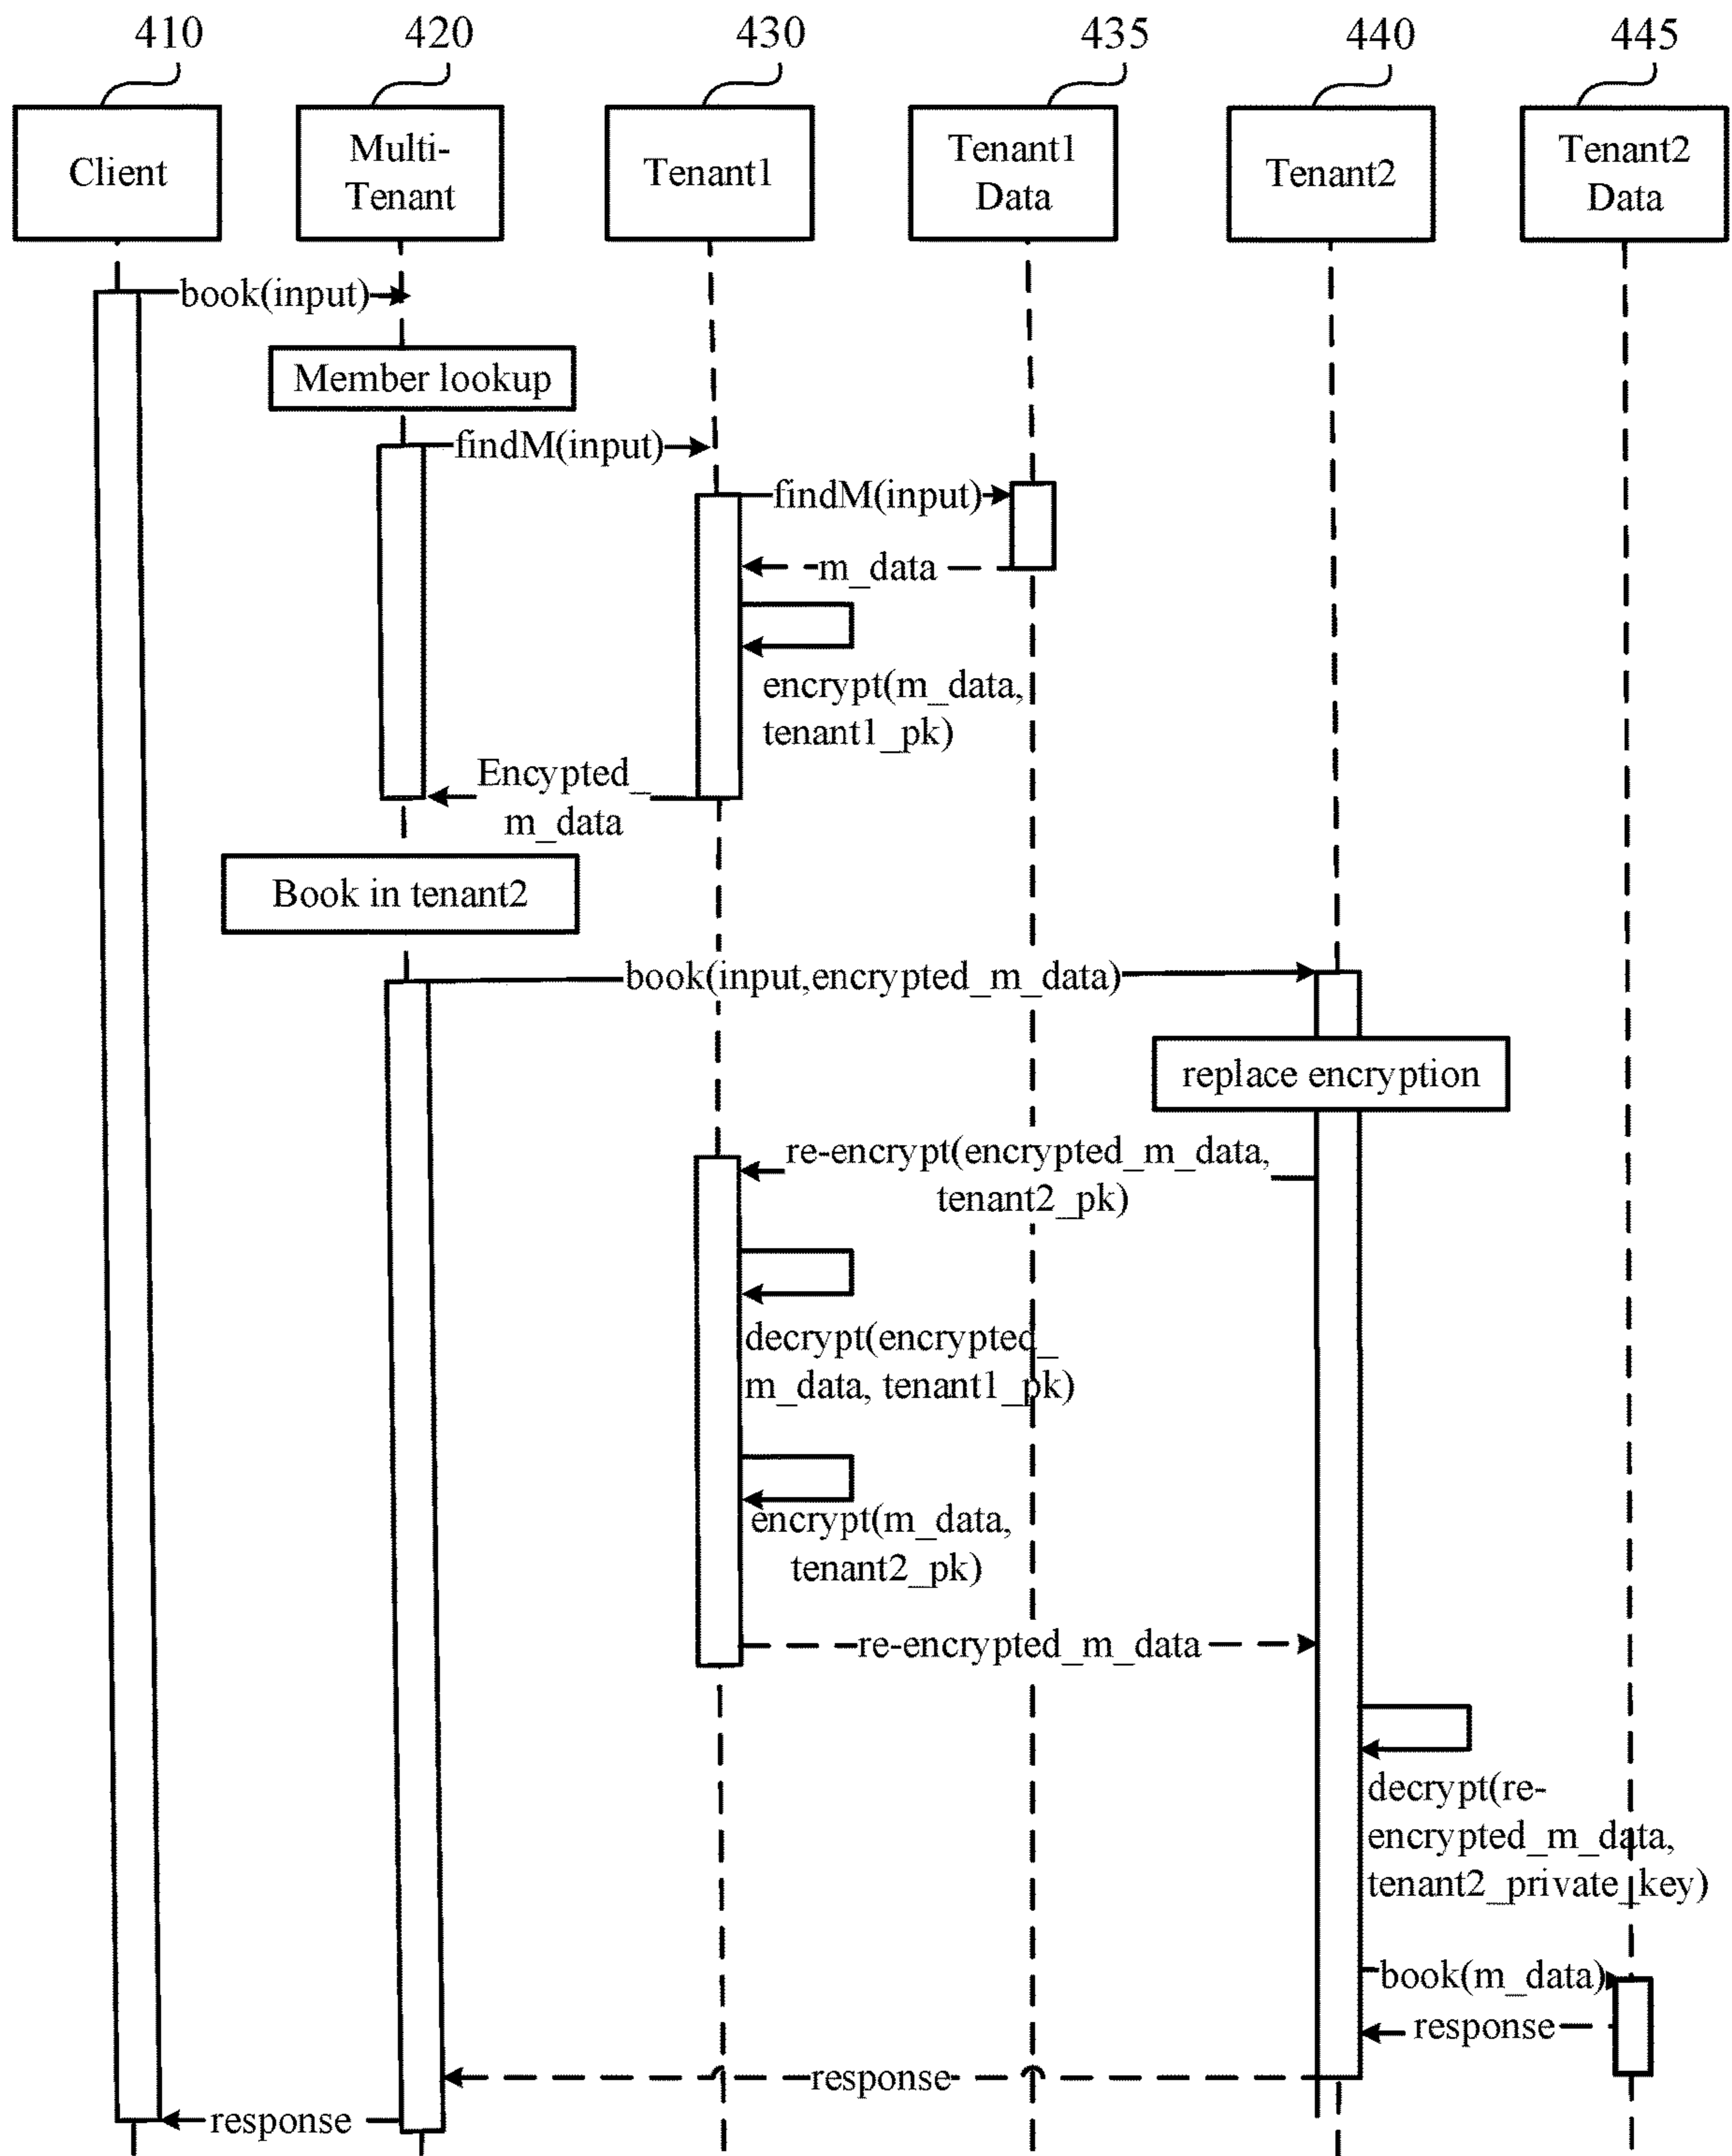 410
420
430
435
440
445
Client
Multi-
Tenant
Tenant1
Tenant1
Data
Tenant2
Tenant2
Data
book(input)
Member lookup
findM(input)
findM(input)
m_data
encrypt(m_data,
tenant1_pk)
Encypted_
m_data
Book in tenant2
book(input,encrypted_m_data)
replace encryption
re-encrypt(encrypted_m_data,
tenant2_pk)
decrypt(encrypted_
m_data, tenant1_pk)
encrypt(m_data,
tenant2_pk)
re-encrypted_m_data
decrypt(re-
encrypted_m_data,
tenant2_private_key)
book(m_data)
response
response
response